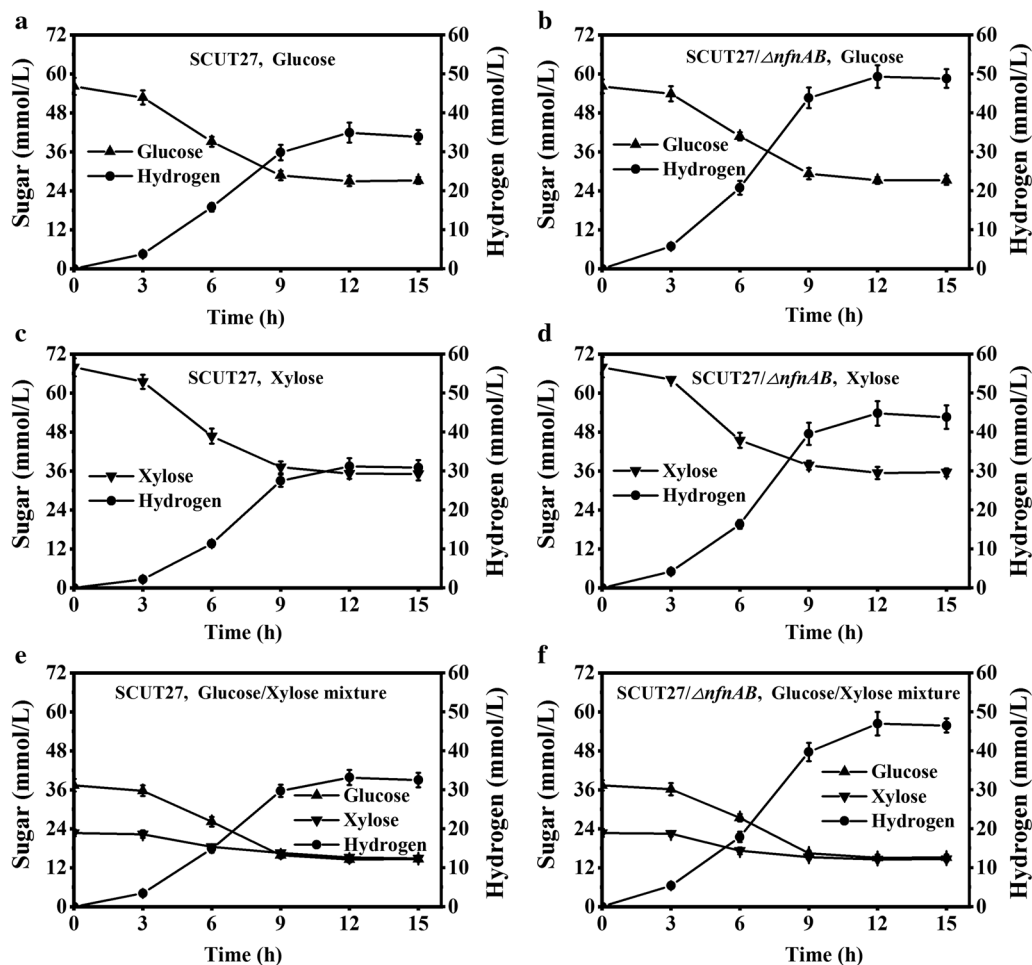 a
SCUT27, Glucose
Sugar (mmol/L)
Hydrogen (mmol/L)
72
60
48
36
24
12
0
60
50
40
30
20
10
0
Glucose
Hydrogen
0 3 6 9 12 15
Time (h)
b
SCUT27/ΔnfnAB, Glucose
Sugar (mmol/L)
Hydrogen (mmol/L)
72
60
48
36
24
12
0
60
50
40
30
20
10
0
Glucose
Hydrogen
0 3 6 9 12 15
Time (h)
c
SCUT27, Xylose
Sugar (mmol/L)
Hydrogen (mmol/L)
72
60
48
36
24
12
0
60
50
40
30
20
10
0
Xylose
Hydrogen
0 3 6 9 12 15
Time (h)
d
SCUT27/ΔnfnAB, Xylose
Sugar (mmol/L)
Hydrogen (mmol/L)
72
60
48
36
24
12
0
60
50
40
30
20
10
0
Xylose
Hydrogen
0 3 6 9 12 15
Time (h)
e
SCUT27, Glucose/Xylose mixture
Sugar (mmol/L)
Hydrogen (mmol/L)
72
60
48
36
24
12
0
60
50
40
30
20
10
0
Glucose
Xylose
Hydrogen
0 3 6 9 12 15
Time (h)
f
SCUT27/ΔnfnAB, Glucose/Xylose mixture
Sugar (mmol/L)
Hydrogen (mmol/L)
72
60
48
36
24
12
0
60
50
40
30
20
10
0
Glucose
Xylose
Hydrogen
0 3 6 9 12 15
Time (h)